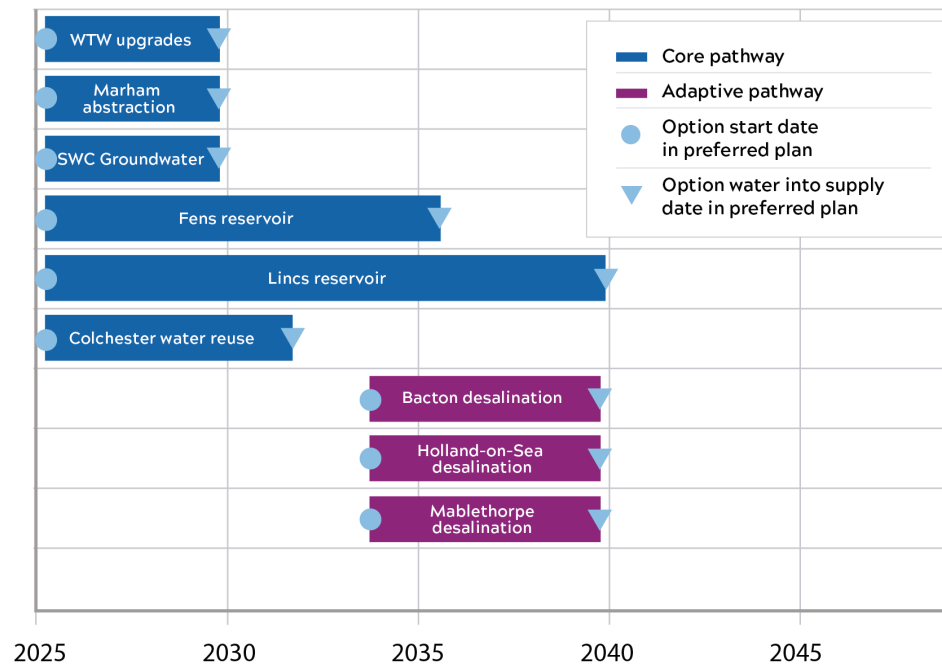 WTW upgrades
Marham
abstraction
SWC Groundwater
Fens reservoir
Lincs reservoir
Colchester water reuse
Bacton desalination
Holland-on-Sea
desalination
Mablethorpe
desalination
Core pathway
Adaptive pathway
Option start date
in preferred plan
Option water into supply
date in preferred plan
2025 2030 2035 2040 2045